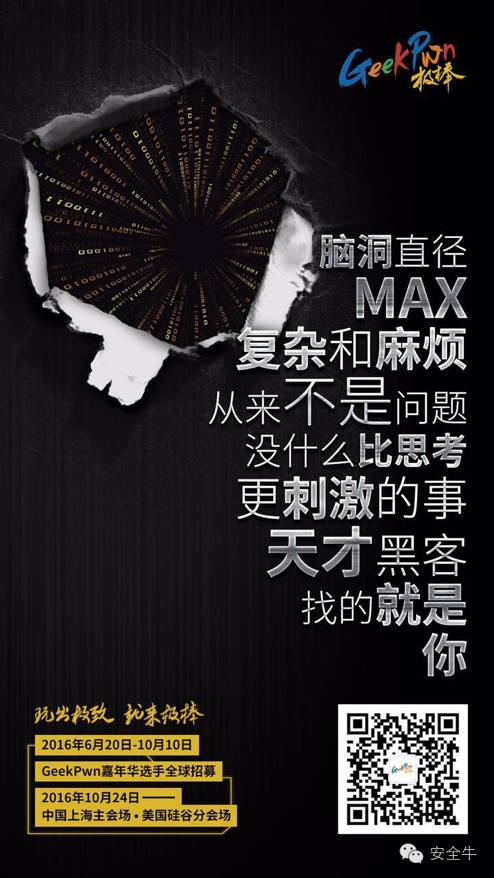 GeekPwn
极棒
脑洞直径
MAX
复杂和麻烦
从来不是问题
没什么比思考
更刺激的事
天才黑客
找的就是
你
玩出极致 就来极棒
2016年6月20日-10月10日
GeekPwn嘉年华选手全球招募
2016年10月24日——
中国上海主会场·美国硅谷分会场
GeekPwn
安全牛